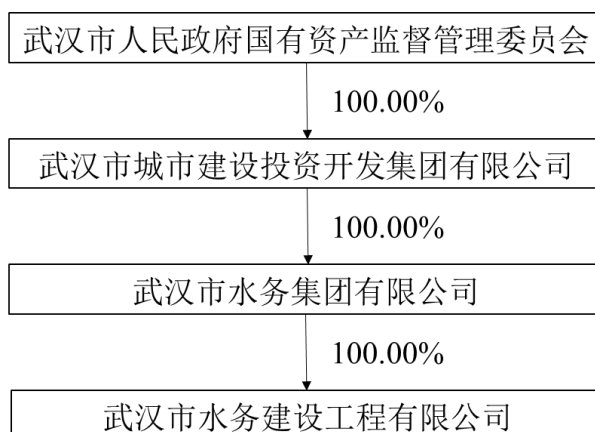 武汉市人民政府国有资产监督管理委员会
100.00%
武汉市城市建设投资开发集团有限公司
100.00%
武汉市水务集团有限公司
100.00%
武汉市水务建设工程有限公司